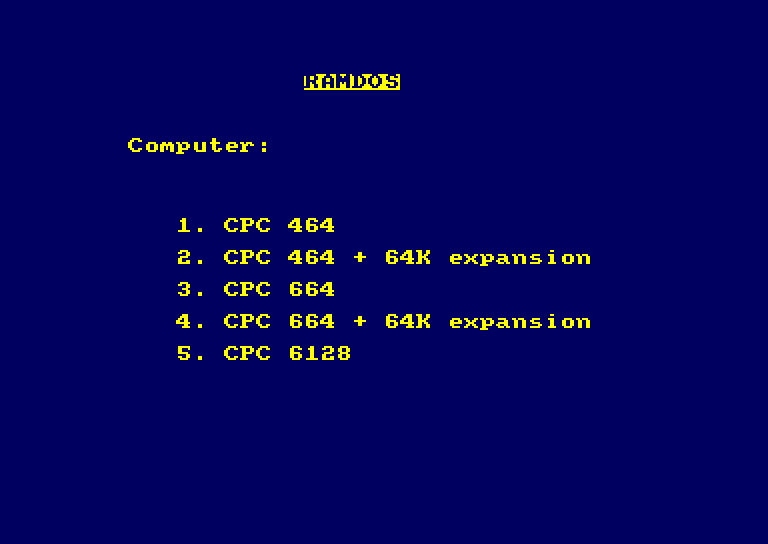 RAMDOS
Computer:
1. CPC 464
2. CPC 464 + 64K expansion
3. CPC 664
4. CPC 664 + 64K expansion
5. CPC 6128